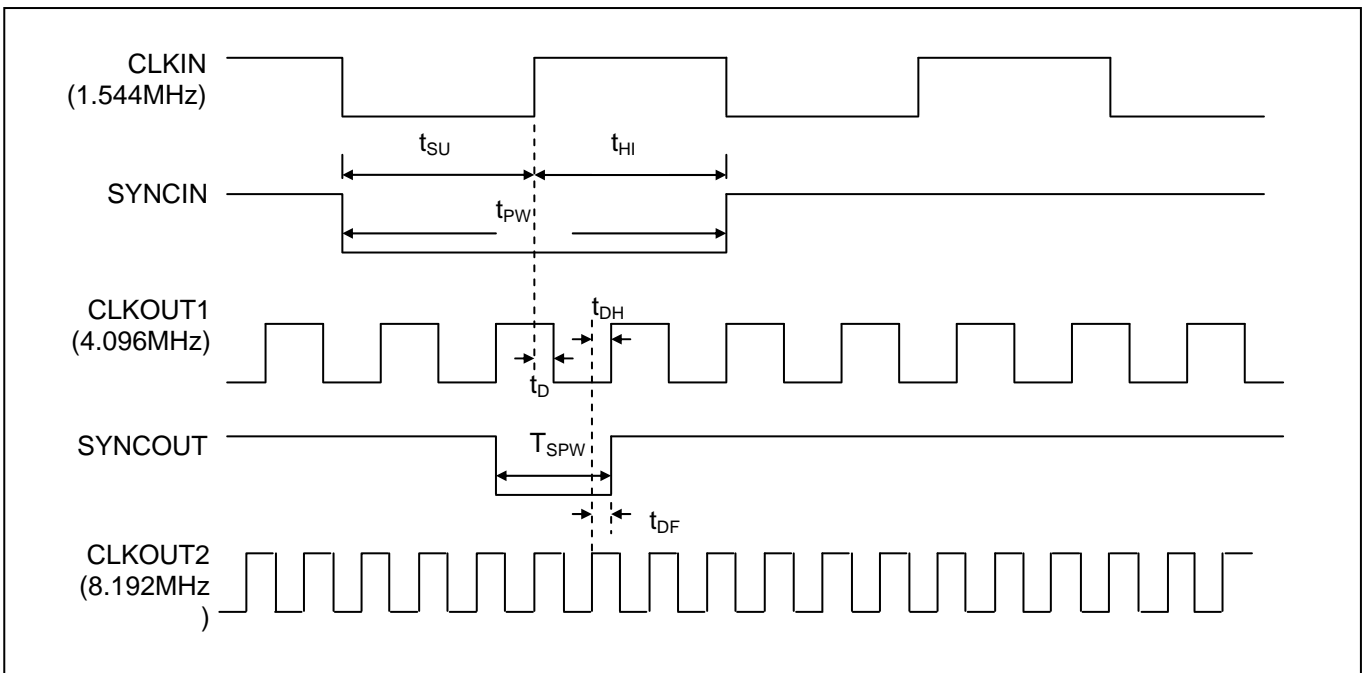 CLKIN
(1.544MHz)
tSU
tHI
SYNCIN
tPW
CLKOUT1
(4.096MHz)
tDH
tD
SYNCOUT
TSPW
tDF
CLKOUT2
(8.192MHz
)